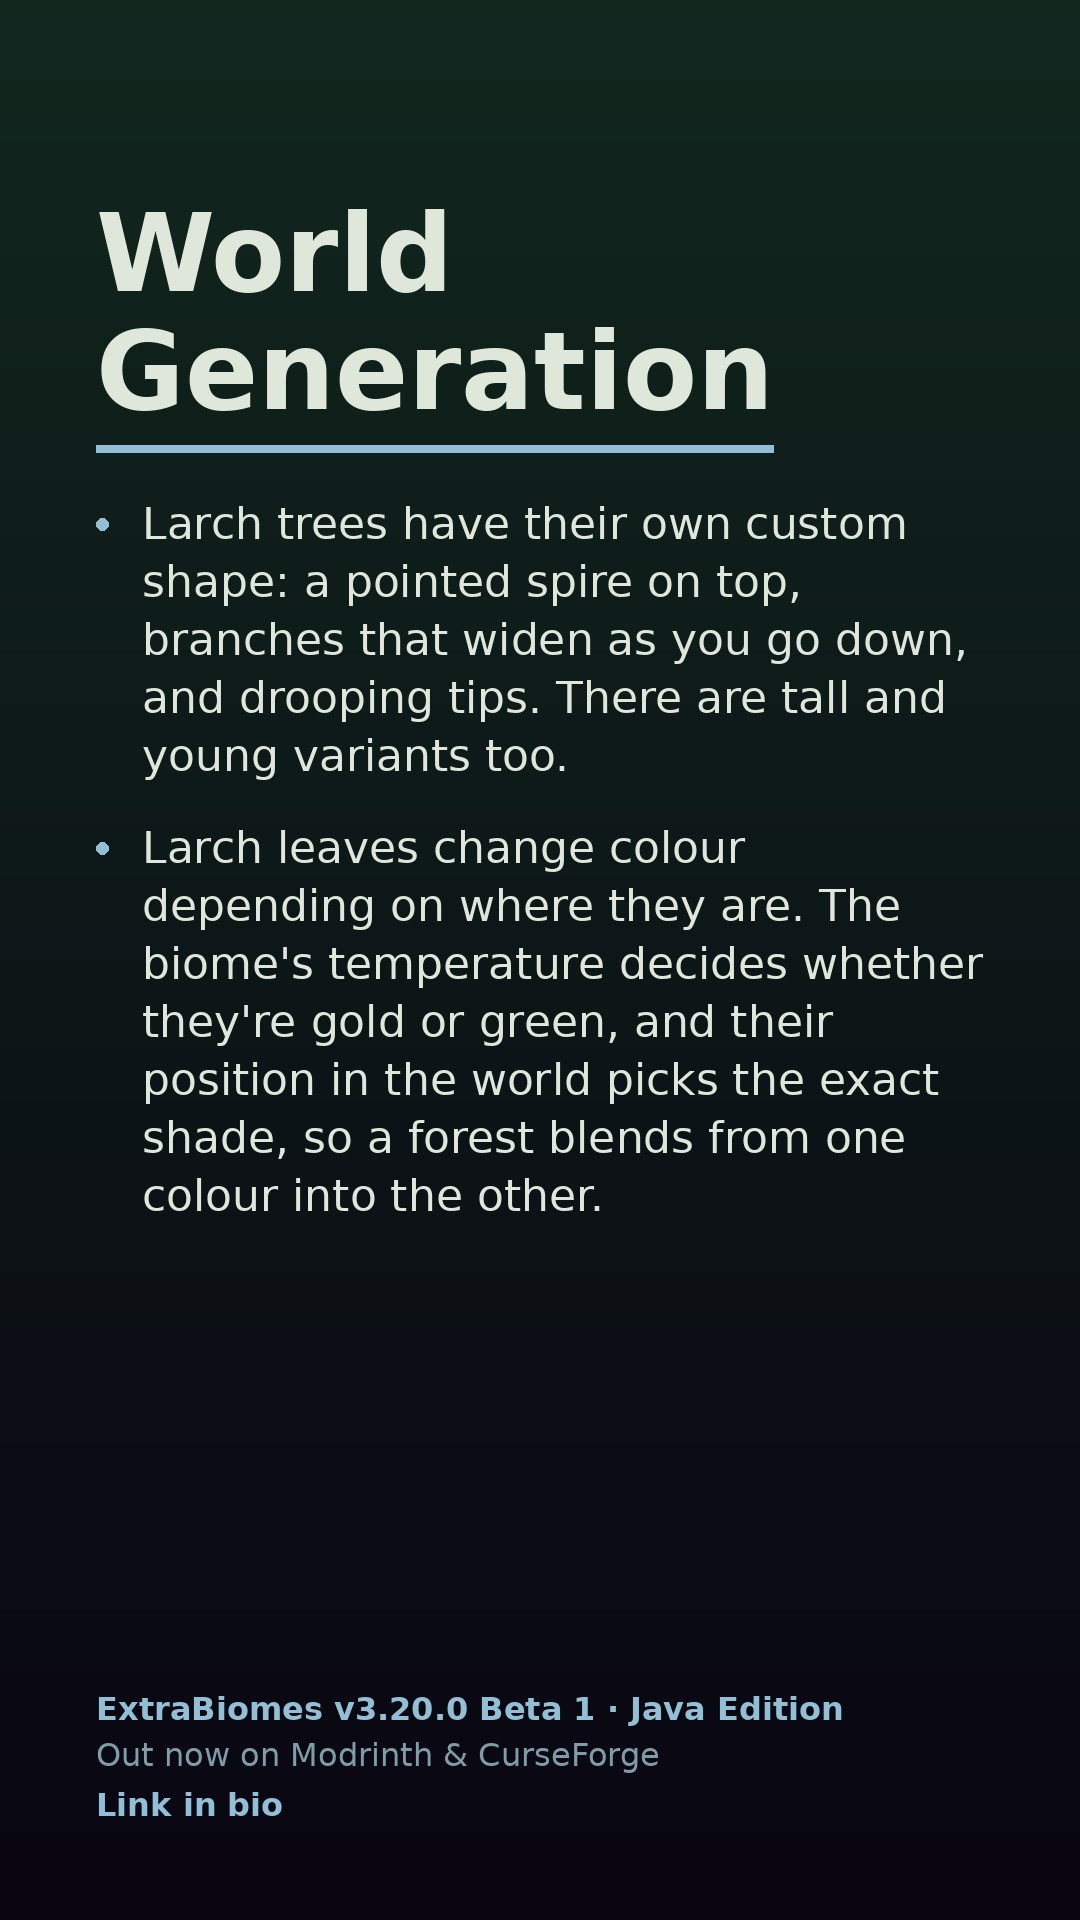 World
Generation
• Larch trees have their own custom
shape: a pointed spire on top,
branches that widen as you go down,
and drooping tips. There are tall and
young variants too.
• Larch leaves change colour
depending on where they are. The
biome's temperature decides whether
they're gold or green, and their
position in the world picks the exact
shade, so a forest blends from one
colour into the other.
ExtraBiomes v3.20.0 Beta 1 · Java Edition
Out now on Modrinth & CurseForge
Link in bio